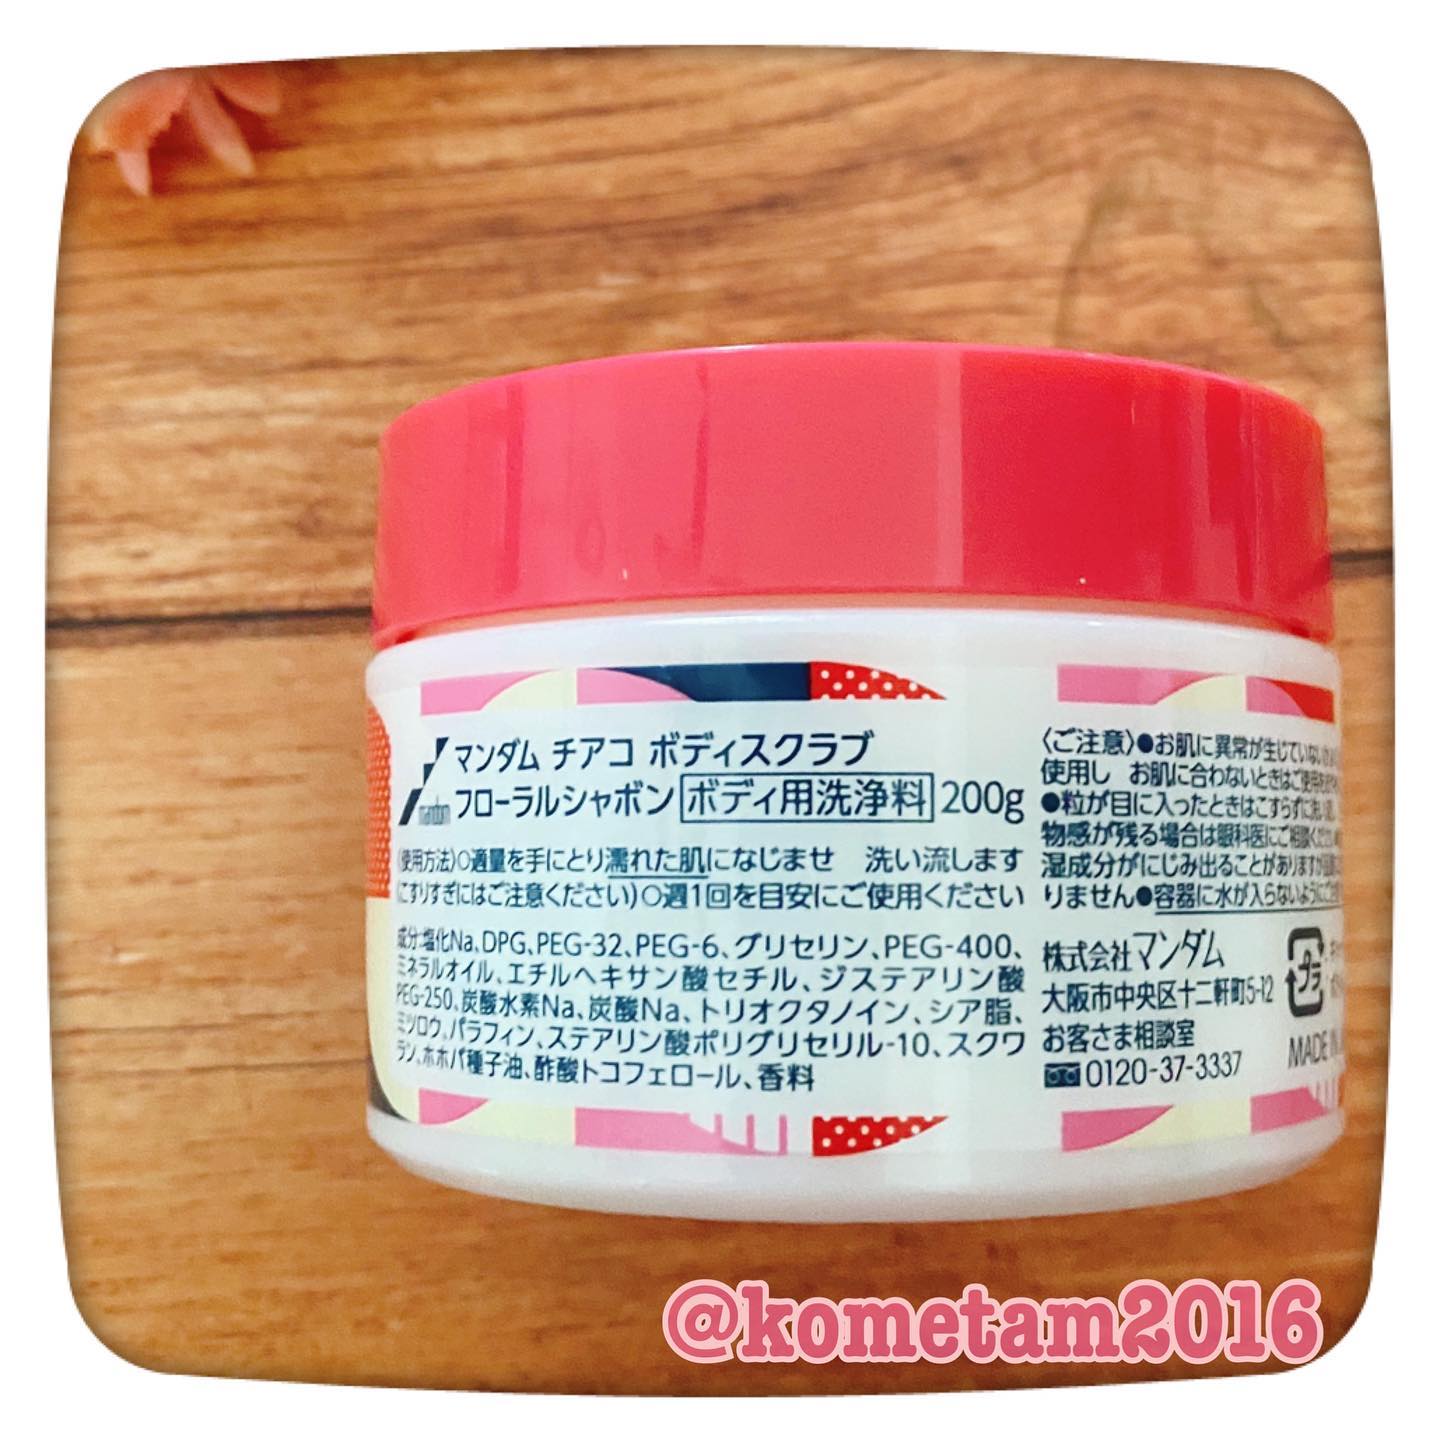 マンダム チアコ ボディスクラブ
mandom フローラルシャボン ボディ用洗浄料 200g
〈使用方法〉○適量を手にとり濡れた肌になじませ 洗い流します
(こすりすぎにはご注意ください)○週1回を目安にご使用ください
成分:塩化Na、DPG、PEG-32、PEG-6、グリセリン、PEG-400、
ミネラルオイル、エチルヘキサン酸セチル、ジステアリン酸
PEG-250、炭酸水素Na、炭酸Na、トリオクタノイン、シア脂、
ミツロウ、パラフィン、ステアリン酸ポリグリセリル-10、スクワ
ラン、ホホバ種子油、酢酸トコフェロール、香料
〈ご注意〉●お肌に異常が生じていないか
使用し お肌に合わないときはご使用を
●粒が目に入ったときはこすらずに洗い
物感が残る場合は眼科医にご相談ください
湿成分がにじみ出ることがありますが
りません●容器に水が入らないようにご
株式会社マンダム
大阪市中央区十二軒町5-12
お客さま相談室
0120-37-3337
プラ
MADE IN
@kometam2016